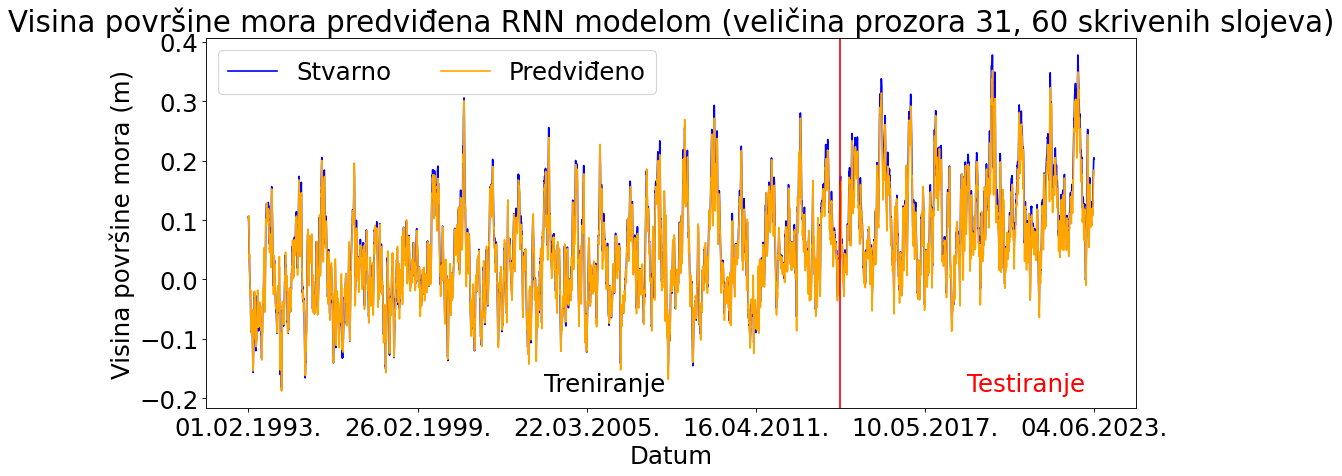 Visina površine mora predviđena RNN modelom (veličina prozora 31, 60 skrivenih slojeva)
Stvarno
Predviđeno
Visina površine mora (m)
0.4
0.3
0.2
0.1
0.0
−0.1
−0.2
Treniranje
Testiranje
01.02.1993.
26.02.1999.
22.03.2005.
16.04.2011.
10.05.2017.
04.06.2023.
Datum